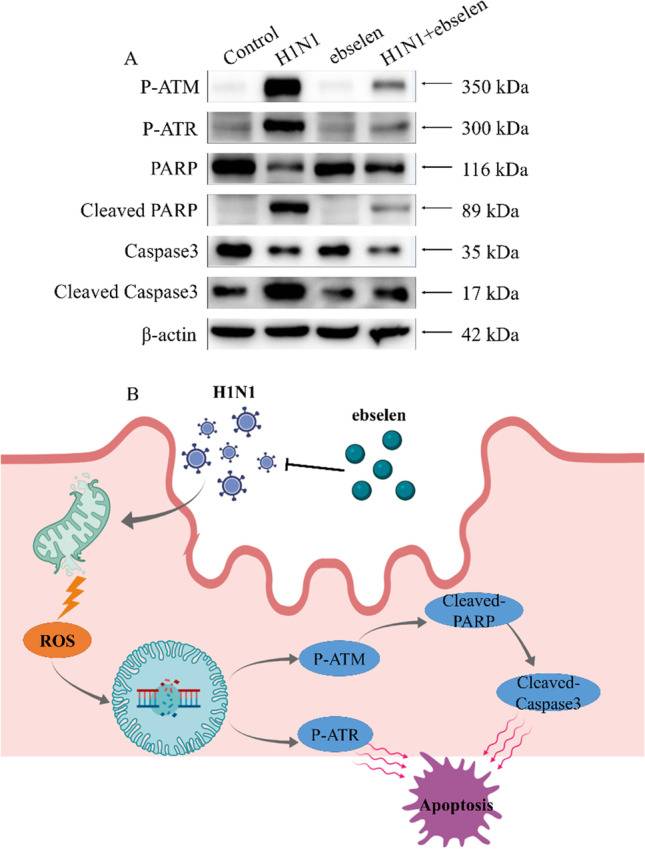 A
Control H1N1 ebselen H1N1+ebselen
P-ATM 350 kDa
P-ATR 300 kDa
PARP 116 kDa
Cleaved PARP 89 kDa
Caspase3 35 kDa
Cleaved Caspase3 17 kDa
β-actin 42 kDa
B
H1N1
ebselen
ROS
P-ATM
Cleaved-
PARP
Cleaved-
Caspase3
P-ATR
Apoptosis